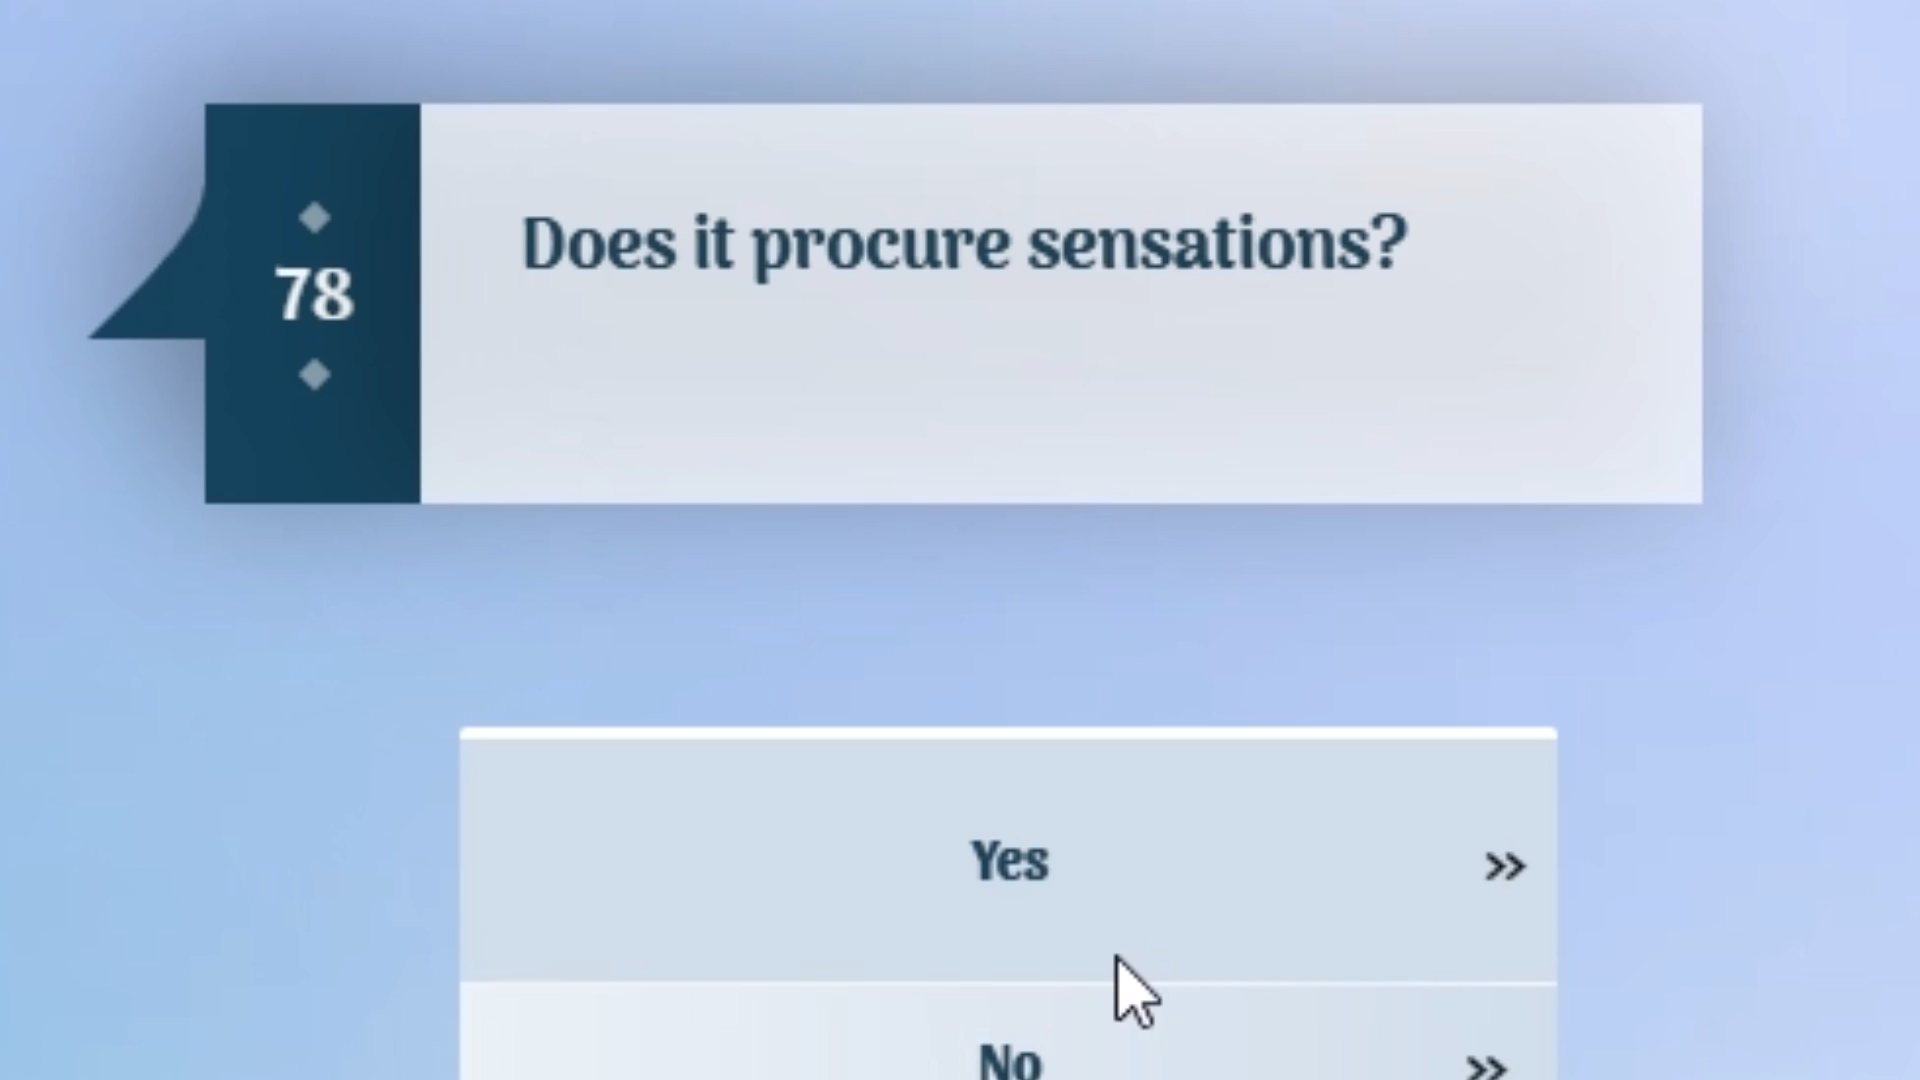 78
Does it procure sensations?
Yes »
No »